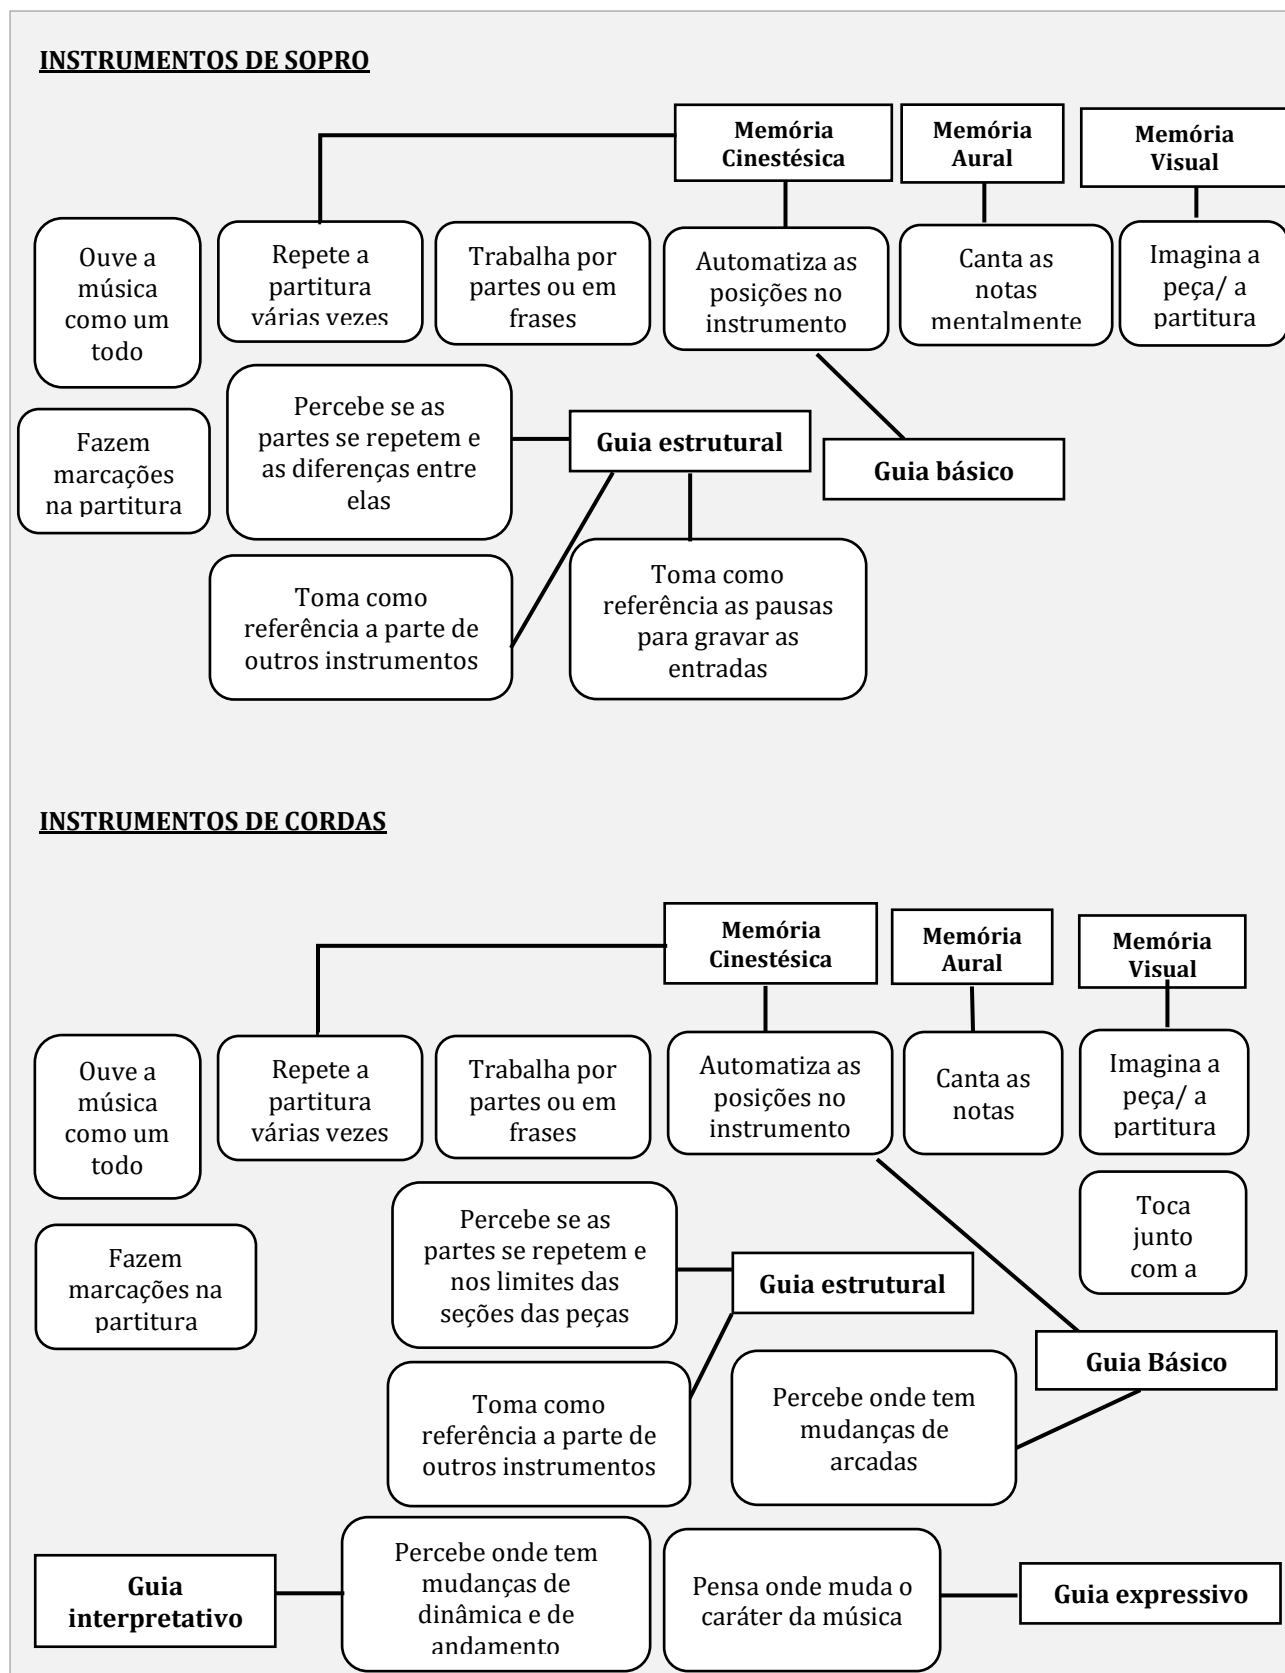 INSTRUMENTOS DE SOPRO
Memória
Cinestésica
Memória
Aural
Memória
Visual
Ouve a
música
como um
todo
Repete a
partitura
várias vezes
Trabalha por
partes ou em
frases
Automatiza as
posições no
instrumento
Canta as
notas
mentalmente
Imagina a
peça/ a
partitura
Fazem
marcações
na partitura
Percebe se as
partes se repetem e
as diferenças entre
elas
Guia estrutural
Guia básico
Toma como
referência a parte de
outros instrumentos
Toma como
referência as pausas
para gravar as
entradas
INSTRUMENTOS DE CORDAS
Memória
Cinestésica
Memória
Aural
Memória
Visual
Ouve a
música
como um
todo
Repete a
partitura
várias vezes
Trabalha por
partes ou em
frases
Automatiza as
posições no
instrumento
Canta as
notas
Imagina a
peça/ a
partitura
Fazem
marcações na
partitura
Percebe se as
partes se repetem e
nos limites das
seções das peças
Guia estrutural
Toca
junto
com a
Guia Básico
Toma como
referência a parte de
outros instrumentos
Percebe onde tem
mudanças de
arcadas
Guia
interpretativo
Percebe onde tem
mudanças de
dinâmica e de
andamento
Pensa onde muda o
caráter da música
Guia expressivo